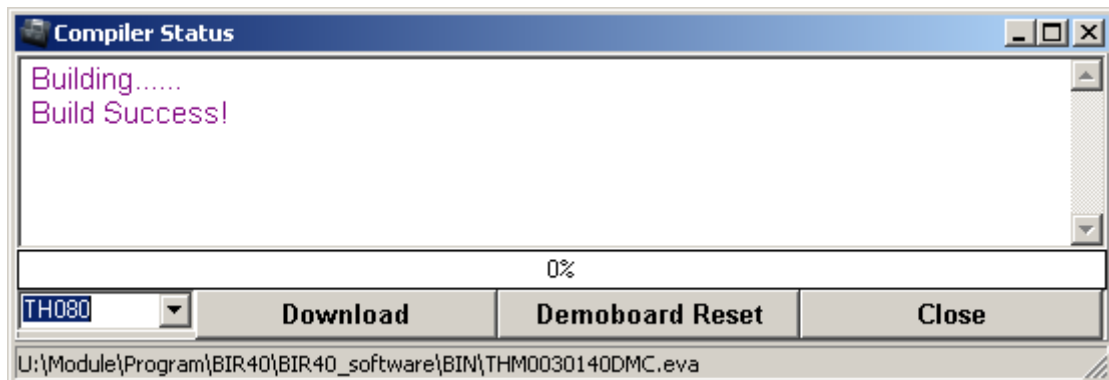 Compiler Status
Building......
Build Success!
0%
TH080
Download
Demoboard Reset
Close
U:\Module\Program\BIR40\BIR40_software\BIN\THM0030140DMC.eva